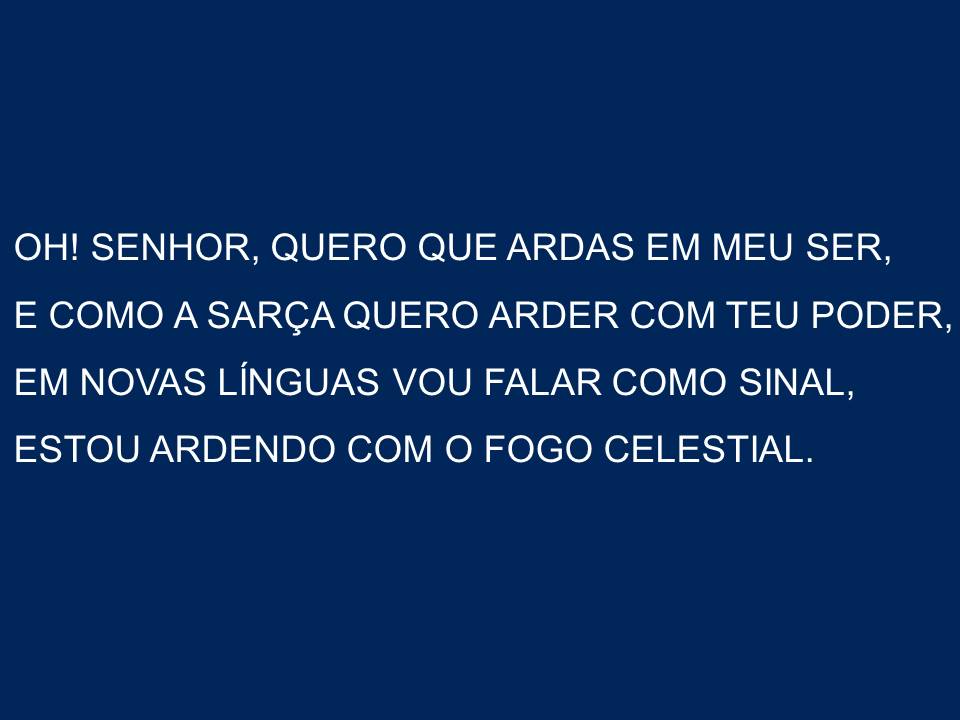 OH! SENHOR, QUERO QUE ARDAS EM MEU SER,
E COMO A SARÇA QUERO ARDER COM TEU PODER,
EM NOVAS LÍNGUAS VOU FALAR COMO SINAL,
ESTOU ARDENDO COM O FOGO CELESTIAL.